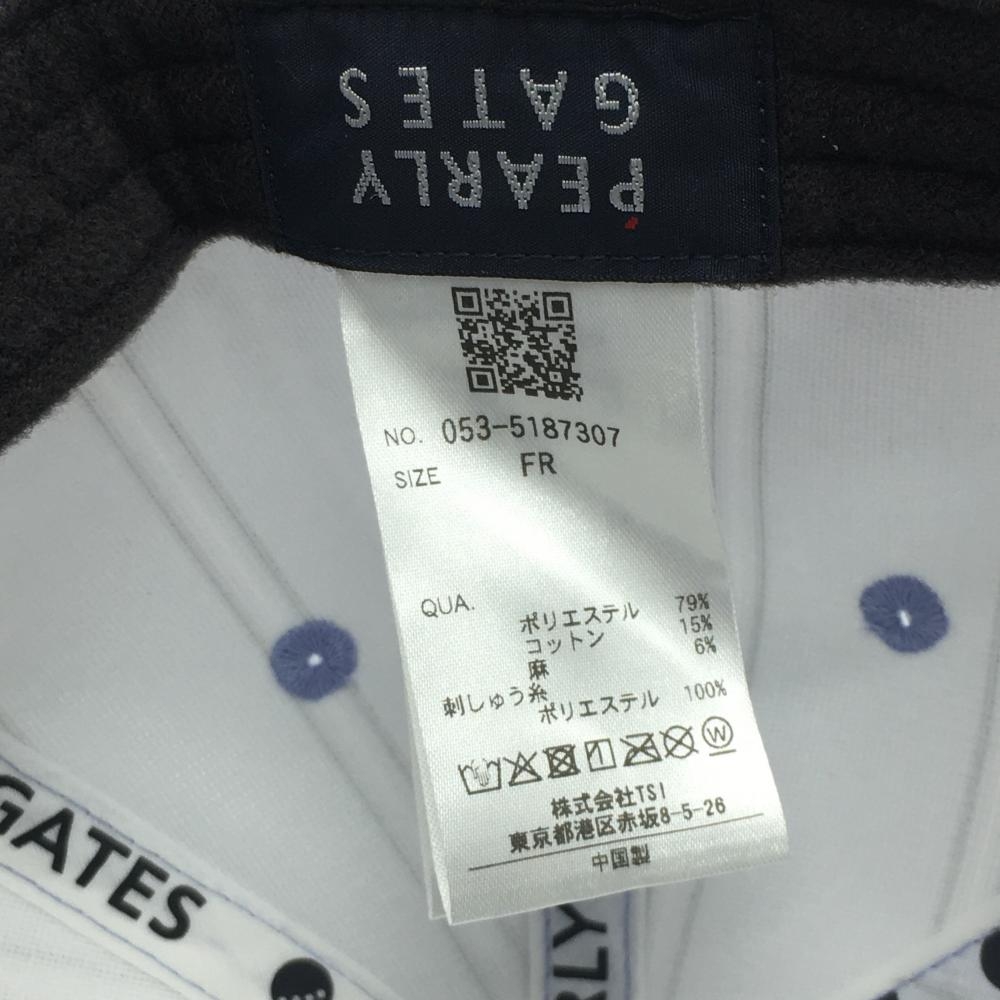 PEARLY
GATES
NO. 053-5187307
SIZE FR
QUA.
ポリエステル 79%
コットン 15%
麻 6%
刺しゅう糸
ポリエステル 100%
W
株式会社TSI
東京都港区赤坂8-5-26
中国製
GATES
RLY